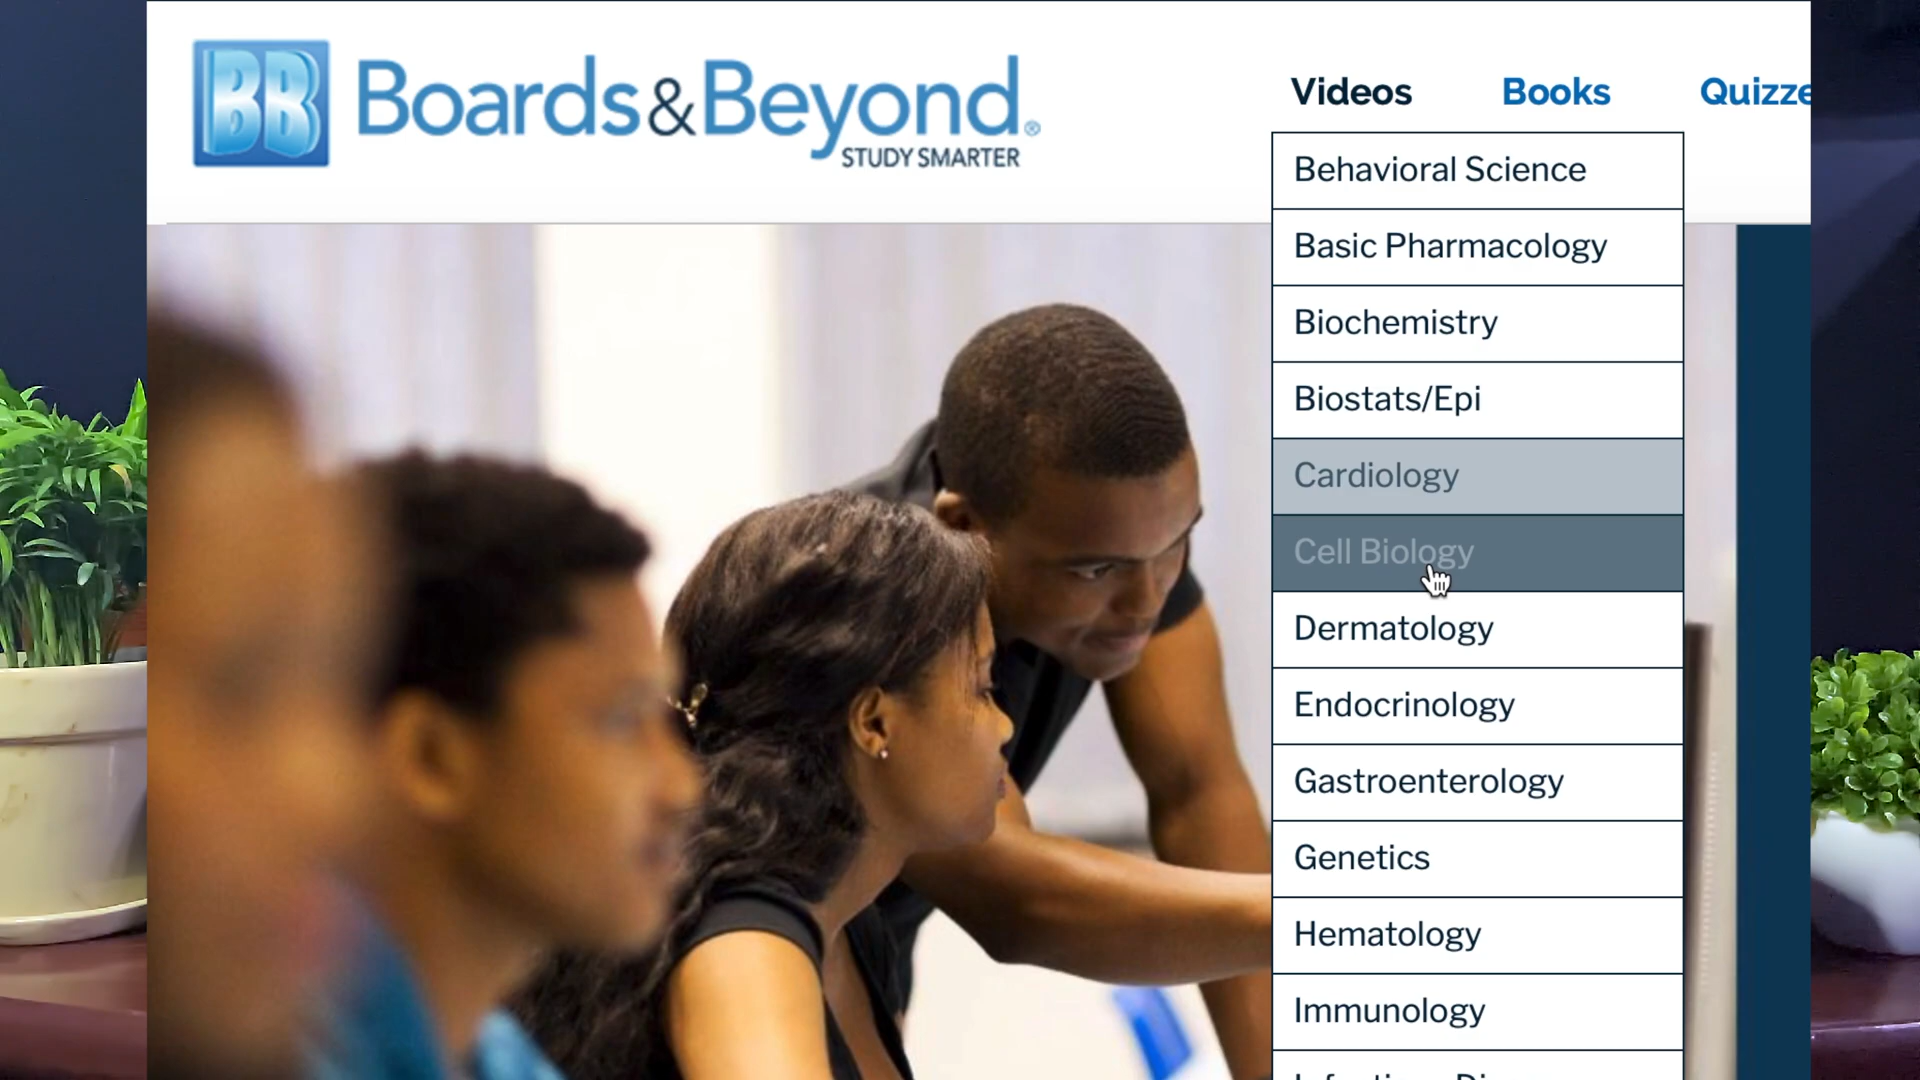 BB Boards&Beyond®
STUDY SMARTER
Videos Books Quizze
Behavioral Science
Basic Pharmacology
Biochemistry
Biostats/Epi
Cardiology
Cell Biology
Dermatology
Endocrinology
Gastroenterology
Genetics
Hematology
Immunology